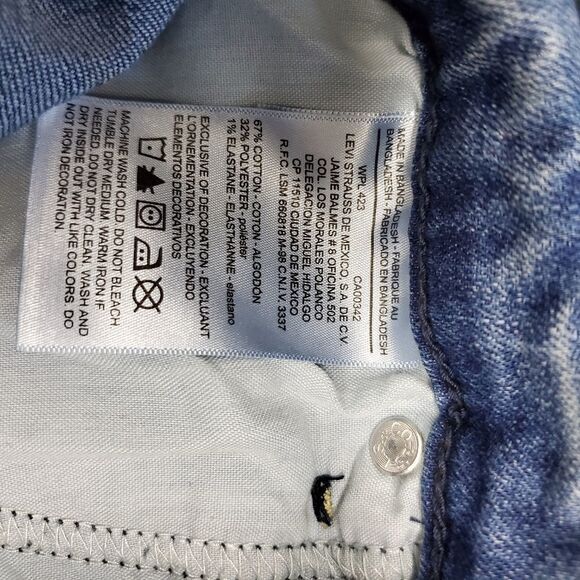 MADE IN BANGLADESH - FABRIQUE AU
BANGLADESH - FABRICADO EN BANGLADESH
WPL 423 CA00342
LEVI STRAUSS DE MEXICO, S.A. DE C.V
JAIME BALMES # 8 OFICINA 502
COL. LOS MORALES POLANCO
DELEGACION MIGUEL HIDALGO
CP 11510 CIUDAD DE MEXICO
R.F.C. LSM 660818 M-98 C.N.I.V. 3337
67% COTTON - COTON - ALGODÓN
32% POLYESTER - poliéster
1% ELASTANE - ELASTHANNE - elastano
EXCLUSIVE OF DECORATION - EXCLUANT
L'ORNEMENTATION - EXCLUYENDO
ELEMENTOS DECORATIVOS
MACHINE WASH COLD. DO NOT BLEACH
TUMBLE DRY MEDIUM. WARM IRON IF
NEEDED. DO NOT DRY CLEAN. WASH AND
DRY INSIDE OUT WITH LIKE COLORS. DO
NOT IRON DECORATION.